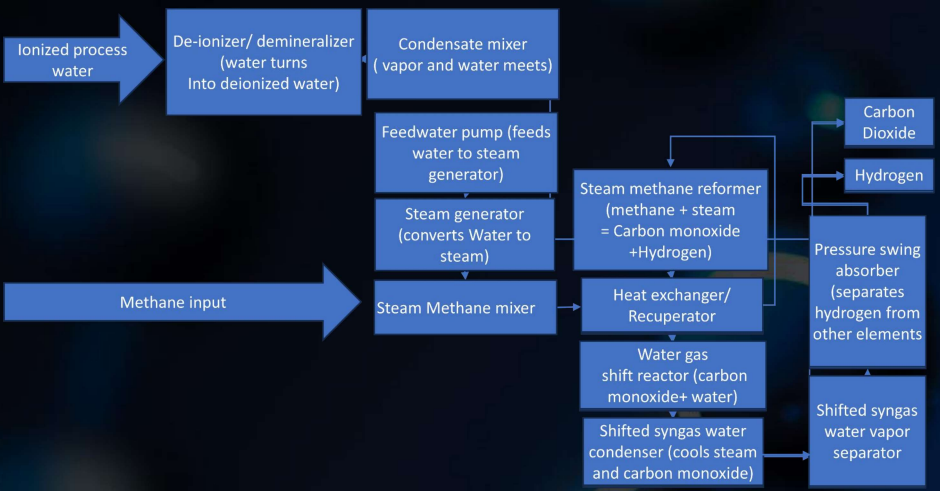 Ionized process
water
De-ionizer/ demineralizer
(water turns
Into deionized water)
Condensate mixer
( vapor and water meets)
Feedwater pump (feeds
water to steam
generator)
Steam generator
(converts Water to
steam)
Methane input
Steam Methane mixer
Steam methane reformer
(methane + steam
= Carbon monoxide
+Hydrogen)
Heat exchanger/
Recuperator
Water gas
shift reactor (carbon
monoxide+ water)
Shifted syngas water
condenser (cools steam
and carbon monoxide)
Carbon
Dioxide
Hydrogen
Pressure swing
absorber
(separates
hydrogen from
other elements
Shifted syngas
water vapor
separator